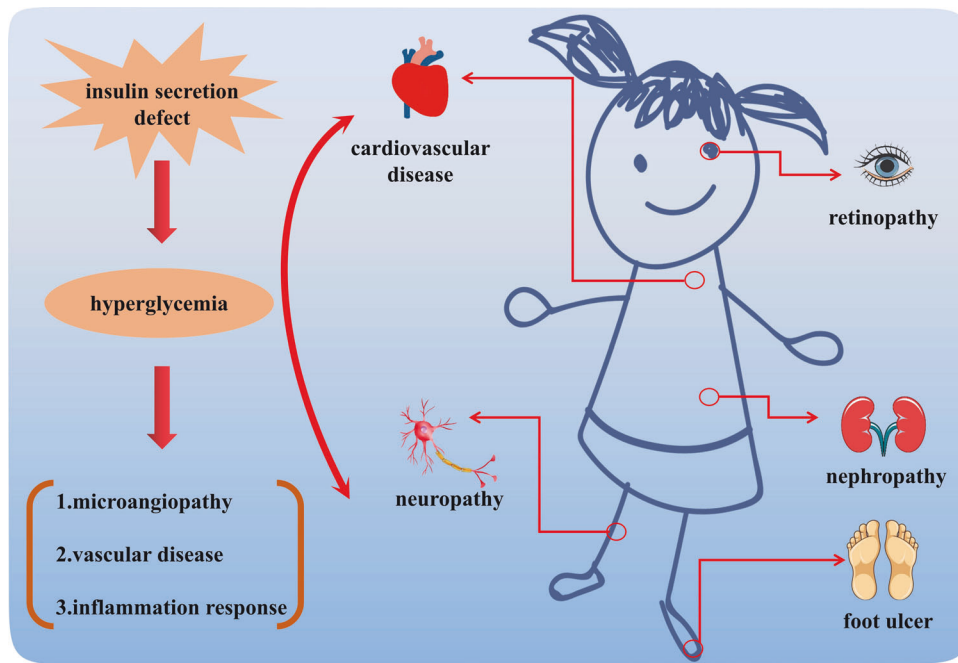 insulin secretion
defect
hyperglycemia
1.microangiopathy
2.vascular disease
3.inflammation response
cardiovascular
disease
neuropathy
retinopathy
nephropathy
foot ulcer